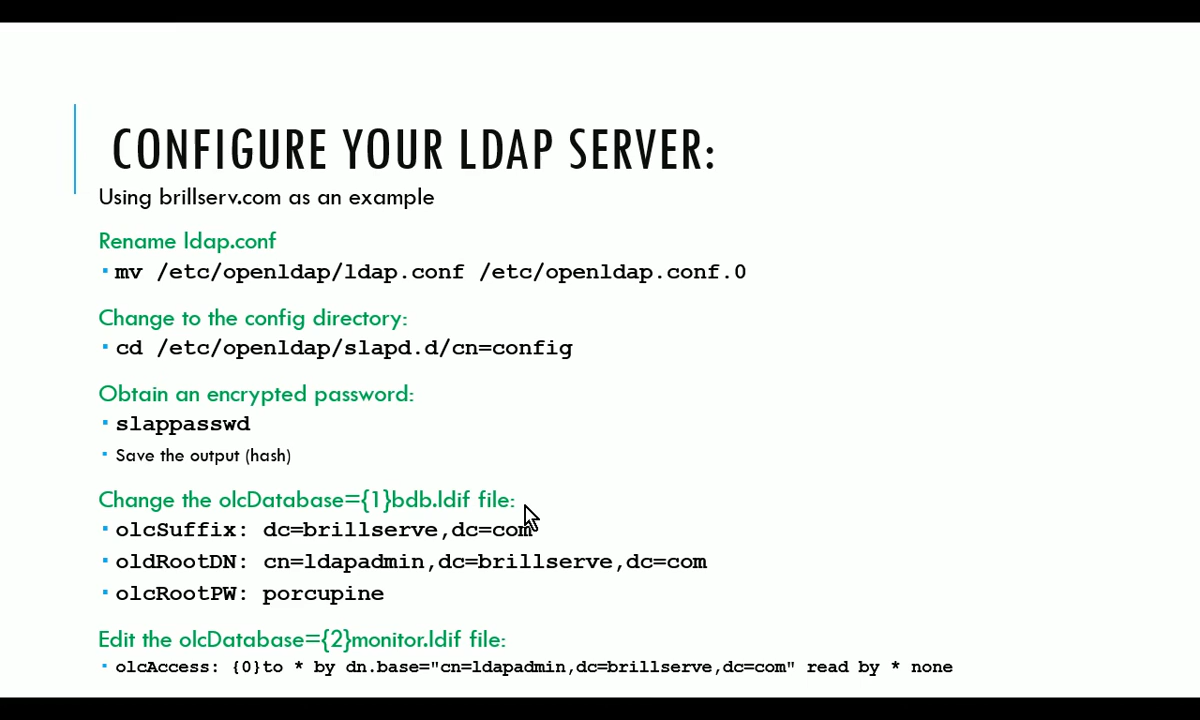 CONFIGURE YOUR LDAP SERVER:
Using brillserv.com as an example
Rename ldap.conf
▪ mv /etc/openldap/ldap.conf /etc/openldap.conf.0
Change to the config directory:
▪ cd /etc/openldap/slapd.d/cn=config
Obtain an encrypted password:
▪ slappasswd
▪ Save the output (hash)
Change the olcDatabase={1}bdb.ldif file:
▪ olcSuffix: dc=brillserve,dc=com
▪ oldRootDN: cn=ldapadmin,dc=brillserve,dc=com
▪ olcRootPW: porcupine
Edit the olcDatabase={2}monitor.ldif file:
▪ olcAccess: {0}to * by dn.base="cn=ldapadmin,dc=brillserve,dc=com" read by * none